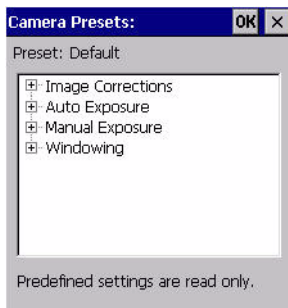 Camera Presets: OK ×
Preset: Default
Image Corrections
Auto Exposure
Manual Exposure
Windowing
Predefined settings are read only.